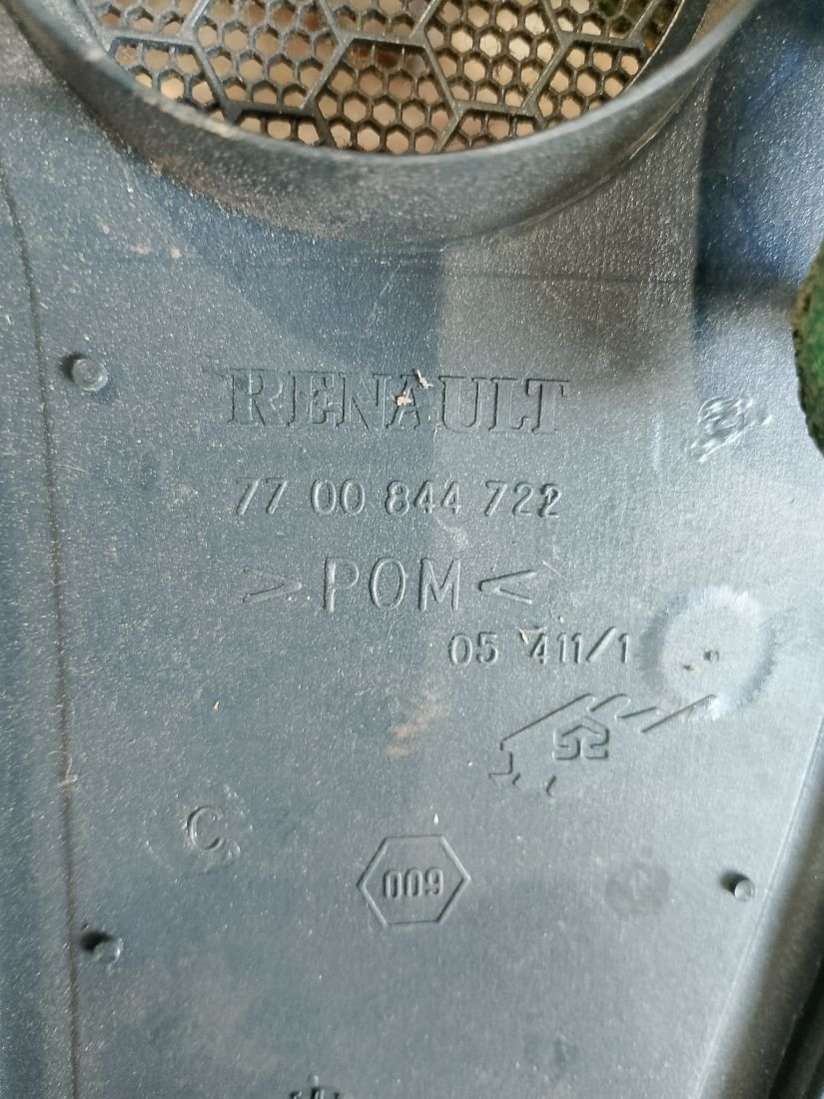 RENAULT
77 00 844 722
>POM<
05 411/1
C
009